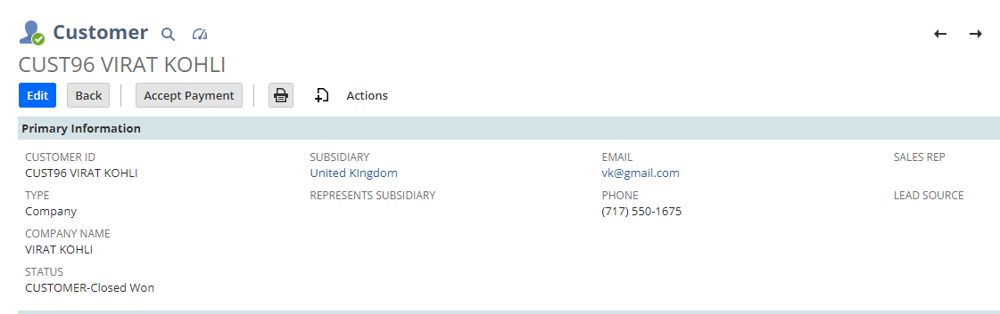 Customer
CUST96 VIRAT KOHLI
Edit Back Accept Payment Actions
Primary Information
CUSTOMER ID
CUST96 VIRAT KOHLI
TYPE
Company
COMPANY NAME
VIRAT KOHLI
STATUS
CUSTOMER-Closed Won
SUBSIDIARY
United KIngdom
REPRESENTS SUBSIDIARY
EMAIL
vk@gmail.com
PHONE
(717) 550-1675
SALES REP
LEAD SOURCE